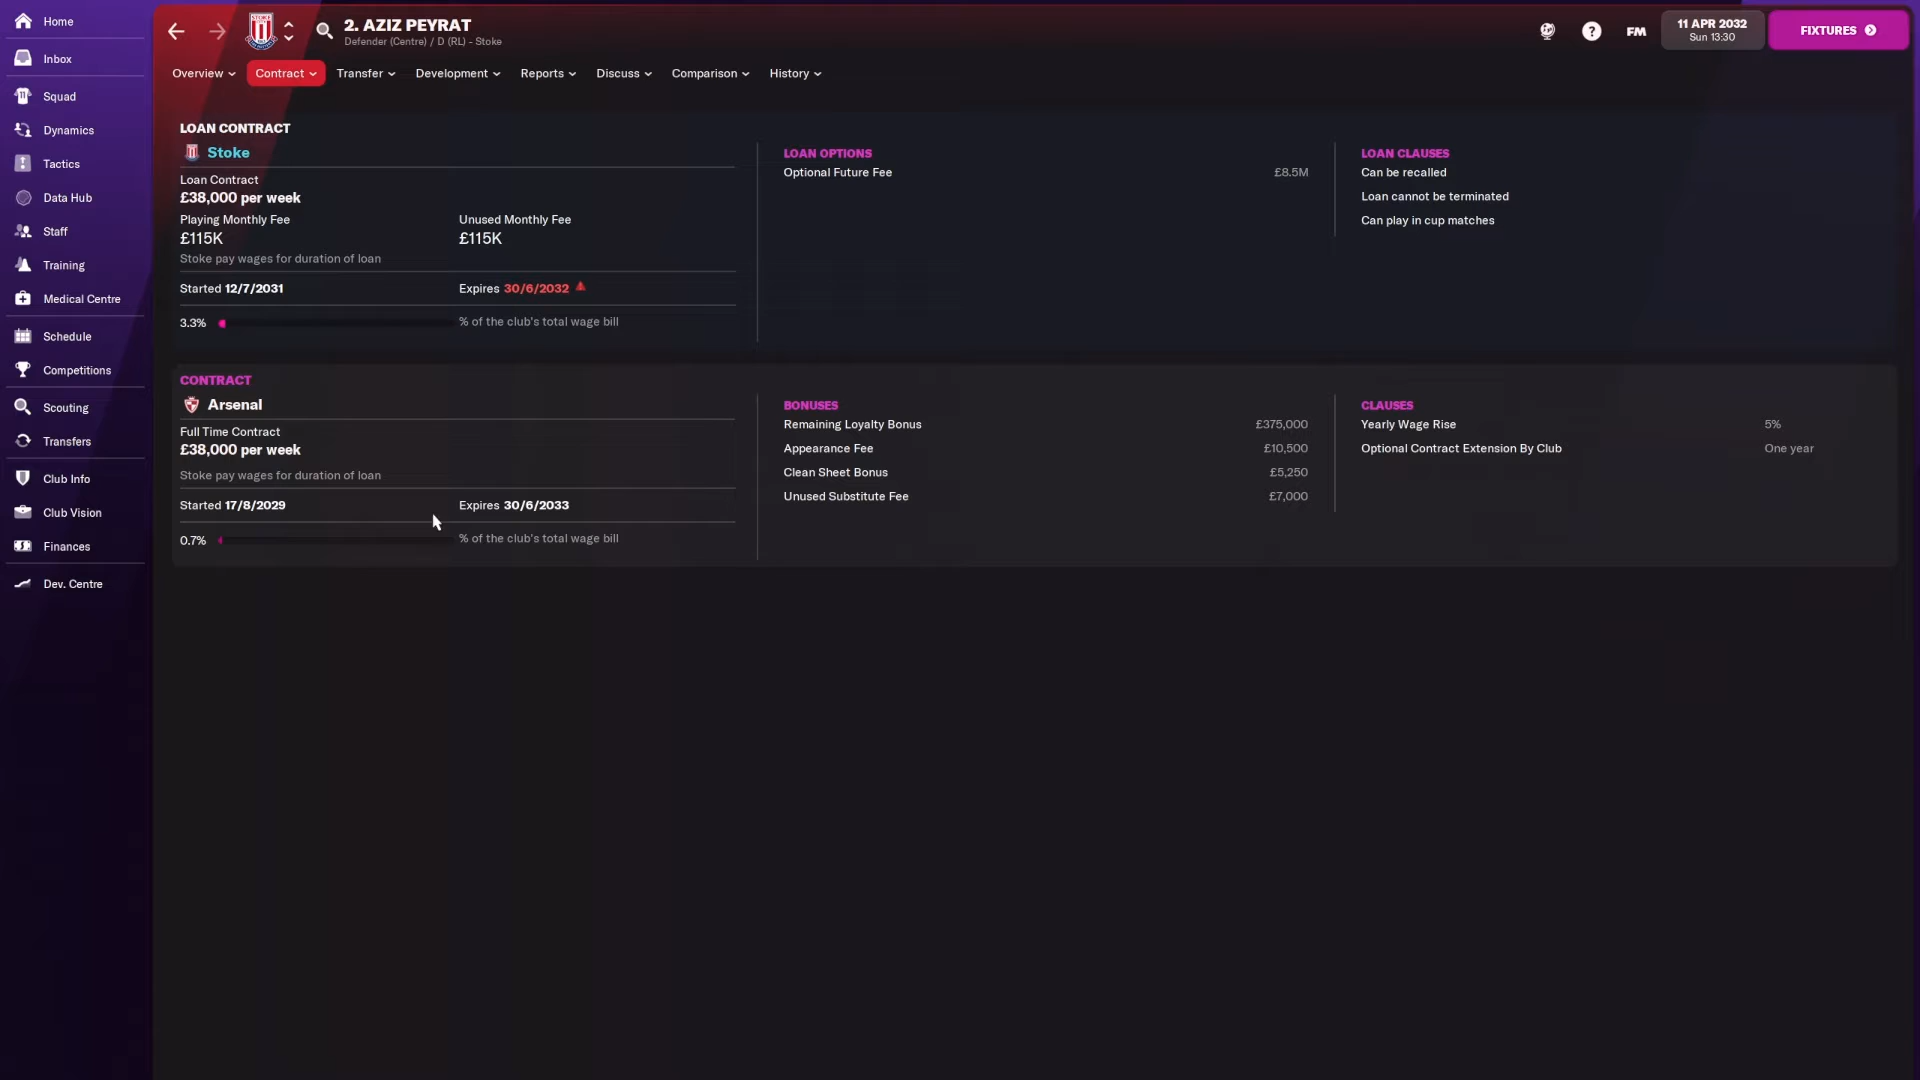 Home
Inbox
Squad
Dynamics
Tactics
Data Hub
Staff
Training
Medical Centre
Schedule
Competitions
Scouting
Transfers
Club Info
Club Vision
Finances
Dev. Centre
2. AZIZ PEYRAT
Defender (Centre) / D (RL) - Stoke
FM
11 APR 2032
Sun 13:30
FIXTURES
Overview
Contract
Transfer
Development
Reports
Discuss
Comparison
History
LOAN CONTRACT
Stoke
Loan Contract
£38,000 per week
Playing Monthly Fee
Unused Monthly Fee
£115K
£115K
Stoke pay wages for duration of loan
Started 12/7/2031
Expires 30/6/2032
3.3%
% of the club's total wage bill
LOAN OPTIONS
Optional Future Fee £8.5M
LOAN CLAUSES
Can be recalled
Loan cannot be terminated
Can play in cup matches
CONTRACT
Arsenal
Full Time Contract
£38,000 per week
Stoke pay wages for duration of loan
Started 17/8/2029
Expires 30/6/2033
0.7%
% of the club's total wage bill
BONUSES
Remaining Loyalty Bonus £375,000
Appearance Fee £10,500
Clean Sheet Bonus £5,250
Unused Substitute Fee £7,000
CLAUSES
Yearly Wage Rise 5%
Optional Contract Extension By Club One year